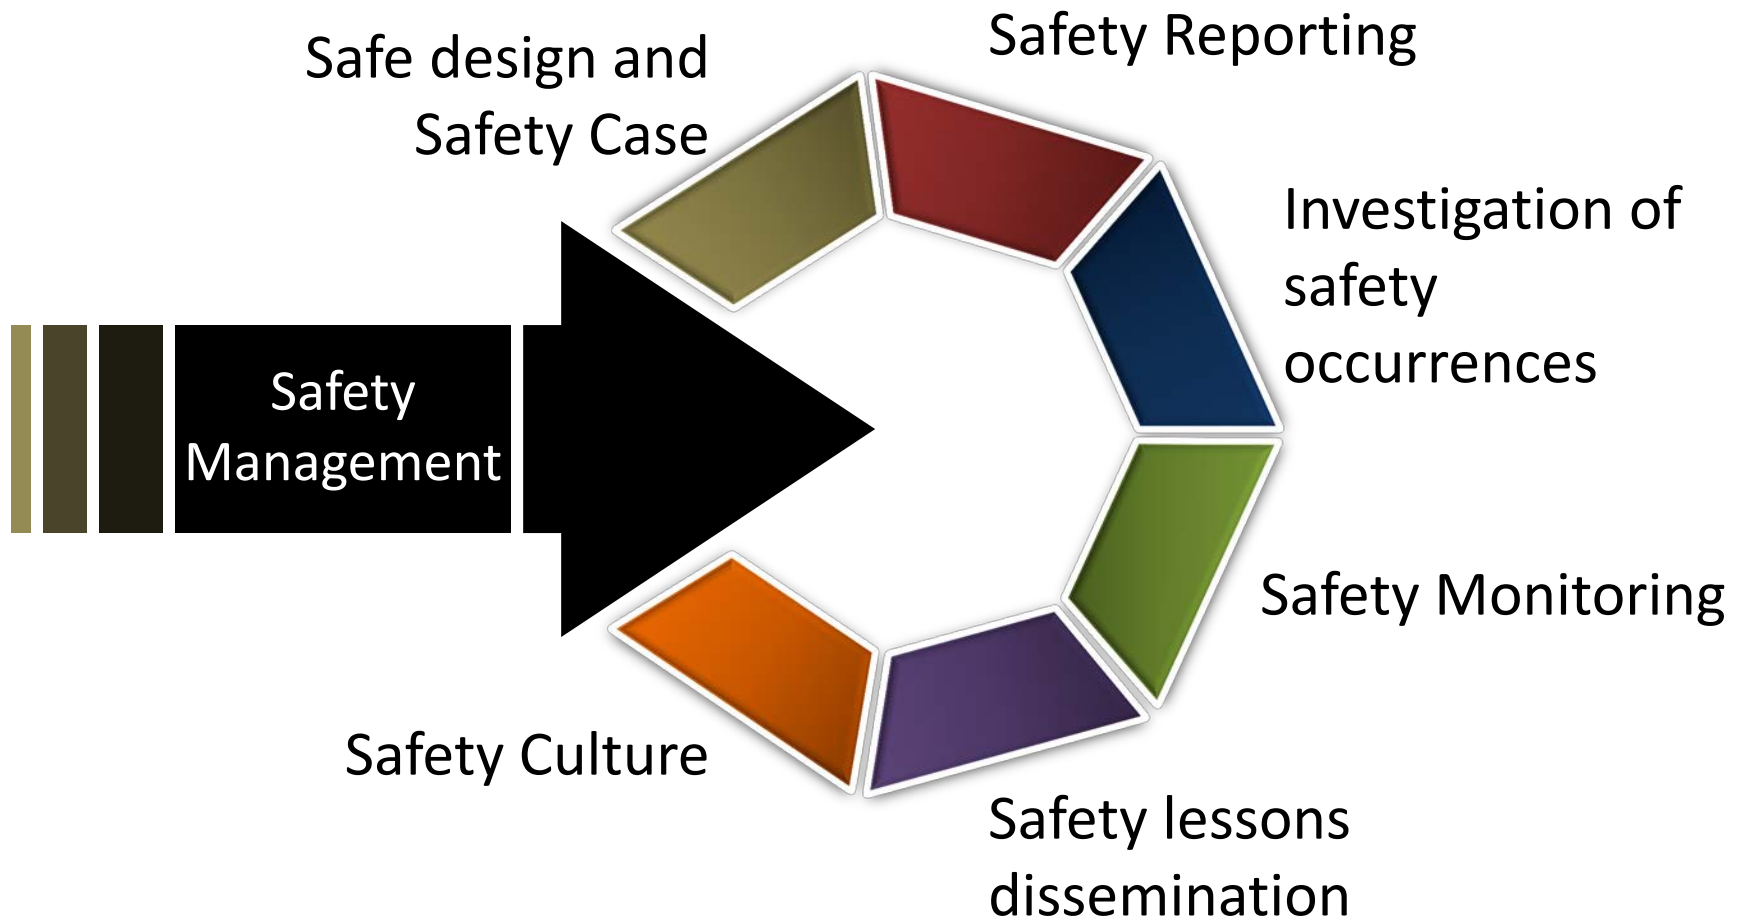 Safe design and
Safety Case
Safety Reporting
Investigation of
safety
occurrences
Safety
Management
Safety Monitoring
Safety Culture
Safety lessons
dissemination